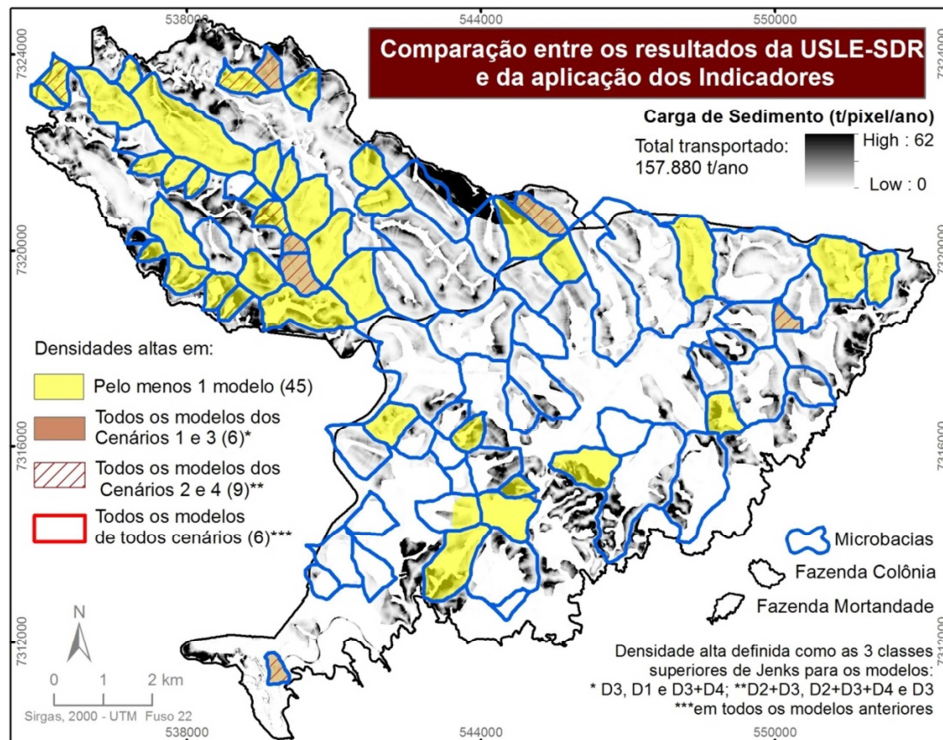 538000 544000 550000
7324000 7324000
Comparação entre os resultados da USLE-SDR
e da aplicação dos Indicadores
Carga de Sedimento (t/pixel/ano)
Total transportado:
157.880 t/ano
High : 62
Low : 0
7320000 7320000
Densidades altas em:
Pelo menos 1 modelo (45)
Todos os modelos dos
Cenários 1 e 3 (6)*
Todos os modelos dos
Cenários 2 e 4 (9)**
Todos os modelos
de todos cenários (6)***
7316000 7316000
Microbacias
Fazenda Colônia
Fazenda Mortandade
7312000 7312000
N
0 1 2 km
Sirgas, 2000 - UTM Fuso 22
Densidade alta definida como as 3 classes
superiores de Jenks para os modelos:
* D3, D1 e D3+D4; **D2+D3, D2+D3+D4 e D3
***em todos os modelos anteriores
538000 544000 550000